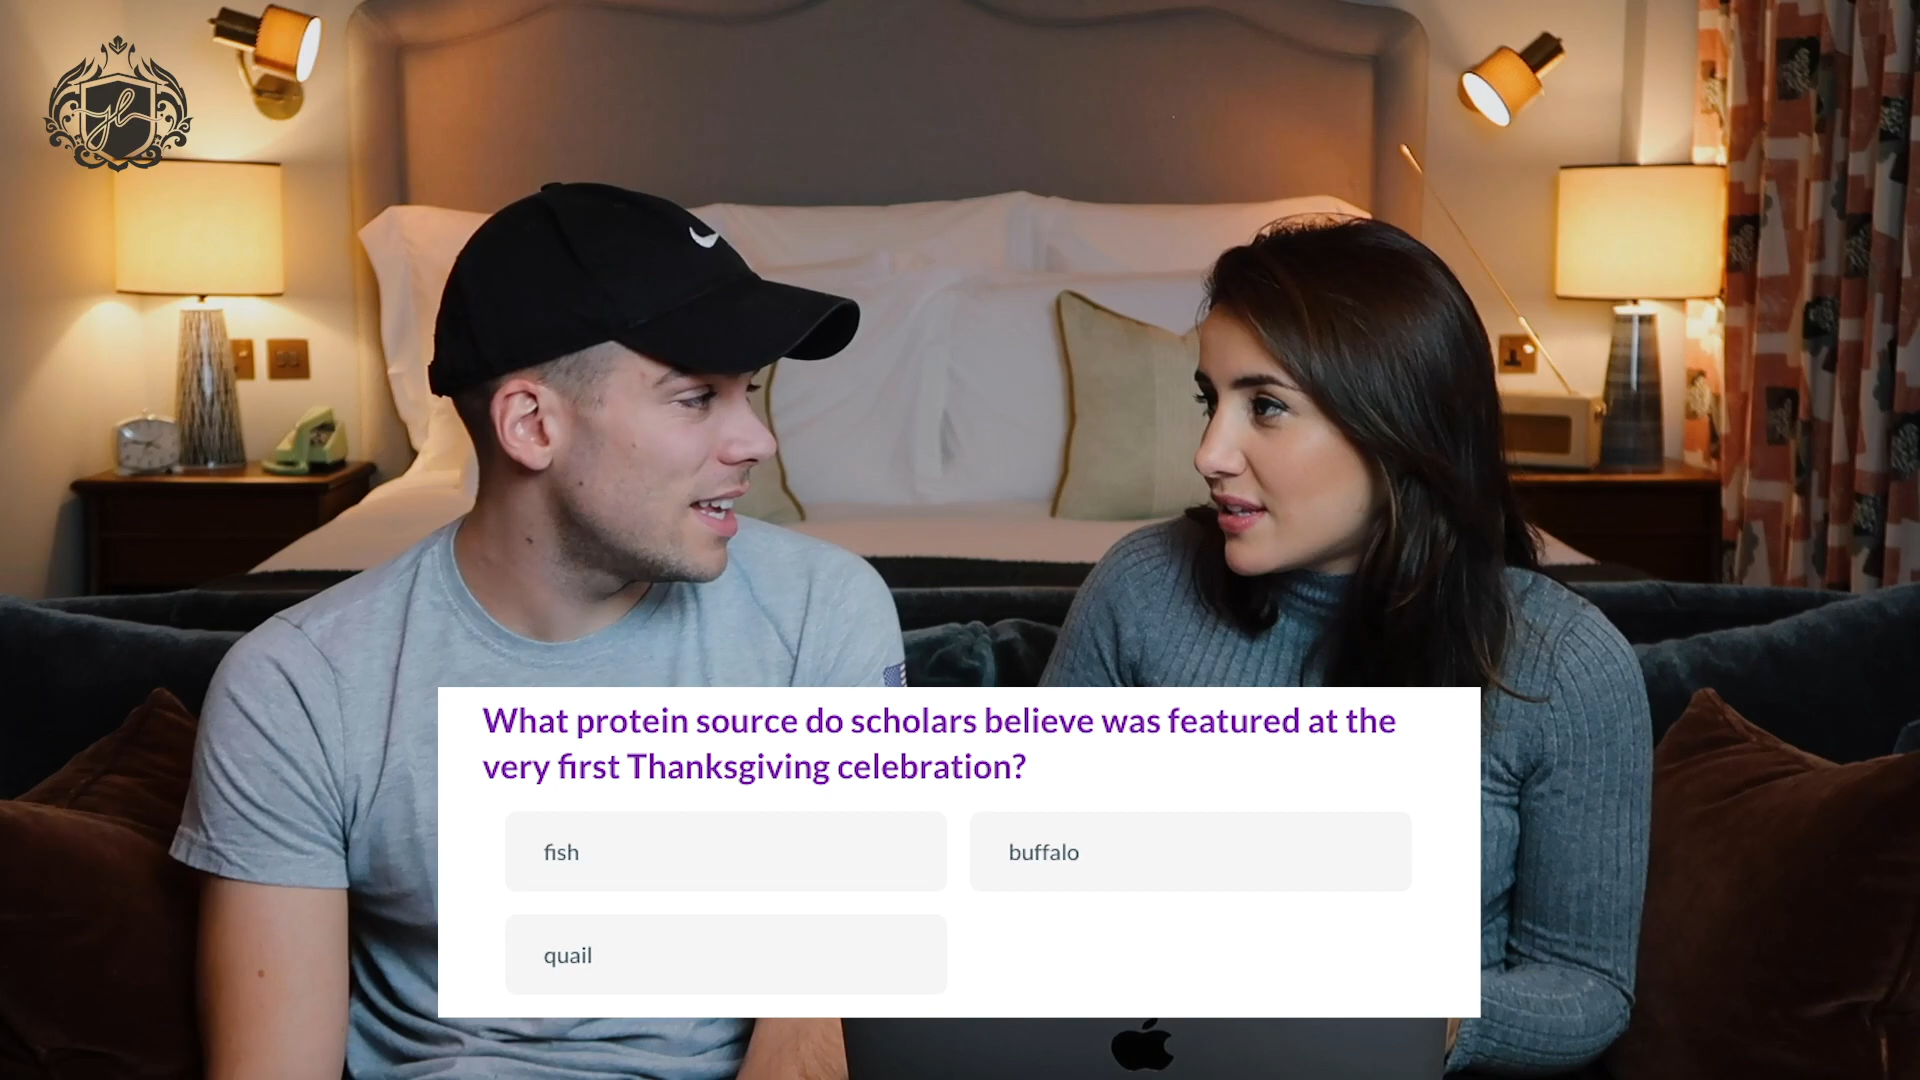 What protein source do scholars believe was featured at the
very first Thanksgiving celebration?
fish
buffalo
quail